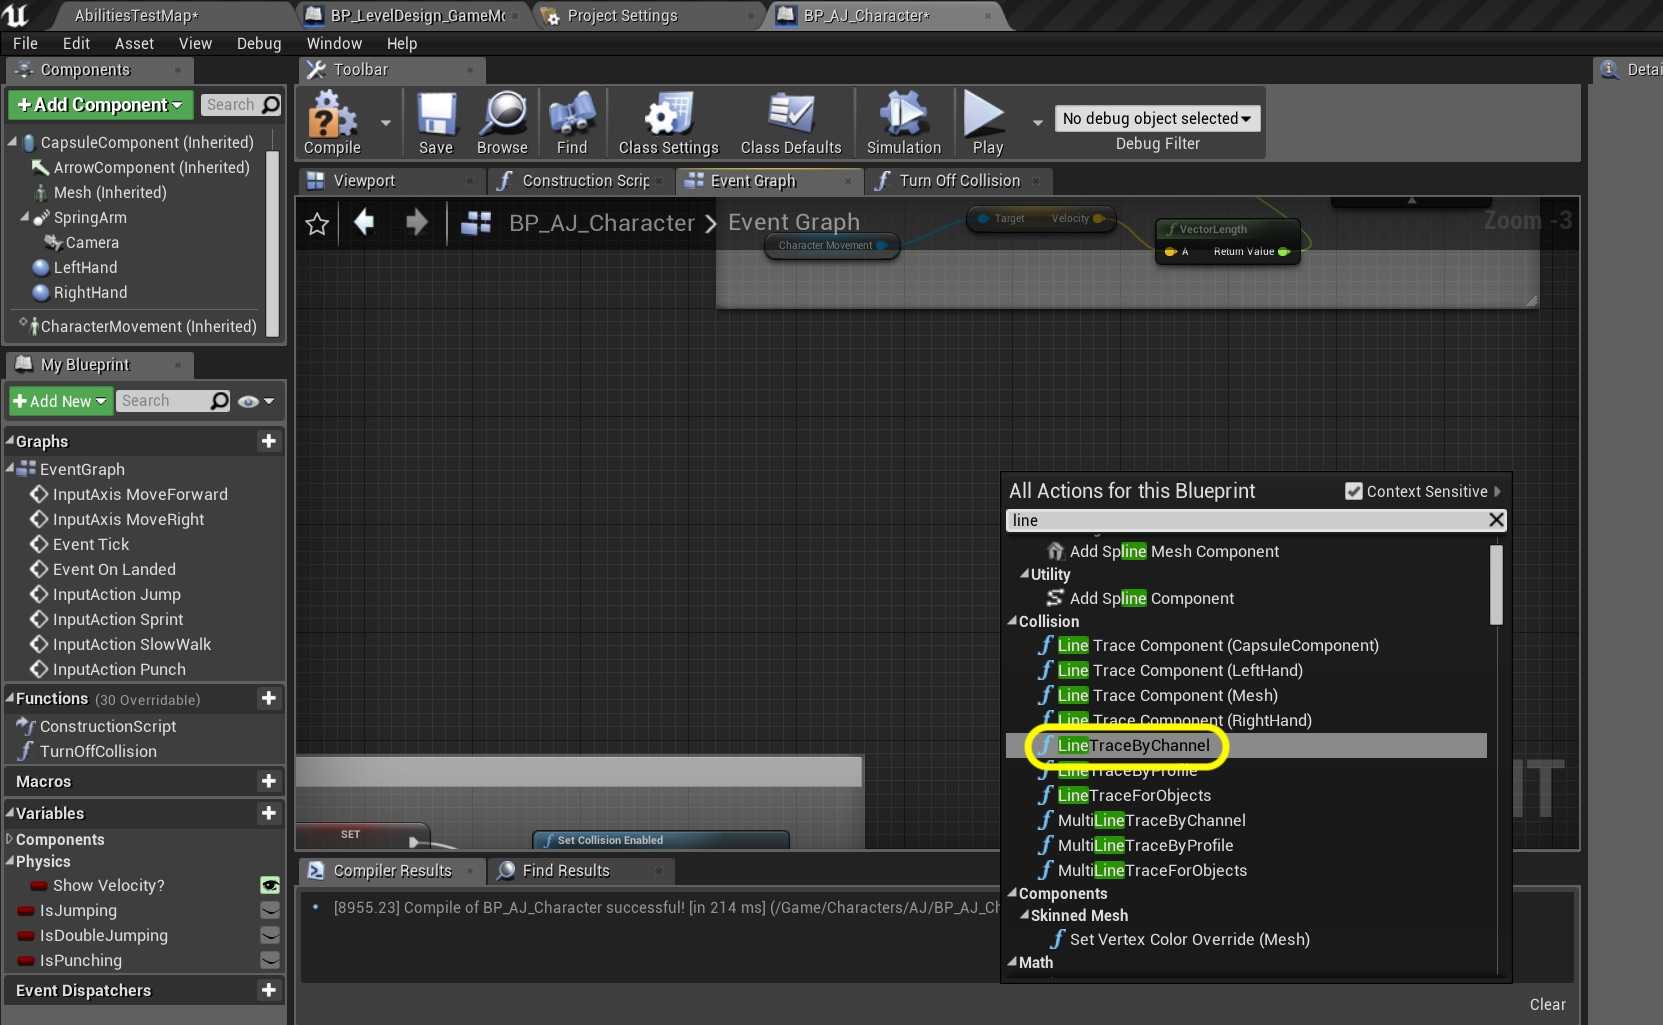 AbilitiesTestMap*
BP_LevelDesign_GameMo
Project Settings
BP_AJ_Character*
File Edit Asset View Debug Window Help
Components
+Add Component
Search
CapsuleComponent (Inherited)
ArrowComponent (Inherited)
Mesh (Inherited)
SpringArm
Camera
LeftHand
RightHand
CharacterMovement (Inherited)
My Blueprint
+Add New
Search
Graphs
EventGraph
InputAxis MoveForward
InputAxis MoveRight
Event Tick
Event On Landed
InputAction Jump
InputAction Sprint
InputAction SlowWalk
InputAction Punch
Functions (30 Overridable)
ConstructionScript
TurnOffCollision
Macros
Variables
Components
Physics
Show Velocity?
IsJumping
IsDoubleJumping
IsPunching
Event Dispatchers
Toolbar
Compile
Save
Browse
Find
Class Settings
Class Defaults
Simulation
Play
No debug object selected
Debug Filter
Detai
Viewport
Construction Scrip
Event Graph
Turn Off Collision
BP_AJ_Character > Event Graph
Zoom -3
Target Velocity
Character Movement
VectorLength
A Return Value
All Actions for this Blueprint
Context Sensitive
line
Add Spline Mesh Component
Utility
Add Spline Component
Collision
Line Trace Component (CapsuleComponent)
Line Trace Component (LeftHand)
Line Trace Component (Mesh)
Line Trace Component (RightHand)
LineTraceByChannel
LineTraceByProfile
LineTraceForObjects
MultiLineTraceByChannel
MultiLineTraceByProfile
MultiLineTraceForObjects
Components
Skinned Mesh
Set Vertex Color Override (Mesh)
Math
SET
Set Collision Enabled
Compiler Results
Find Results
[8955.23] Compile of BP_AJ_Character successful! [in 214 ms] (/Game/Characters/AJ/BP_AJ_Ch
Clear